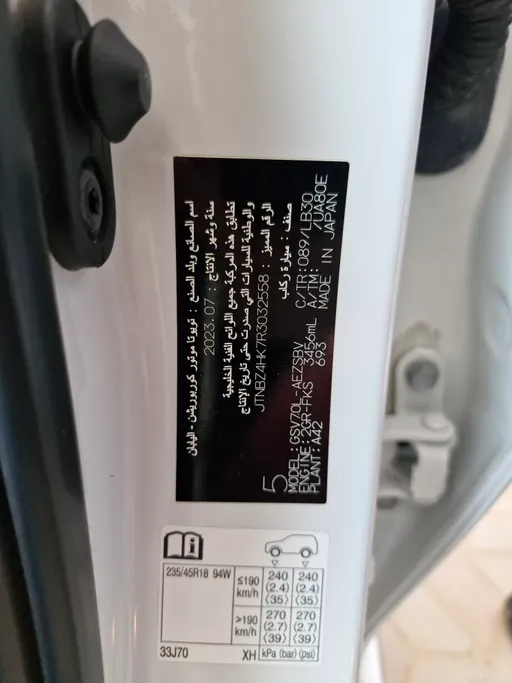 اسم الصانع وبلد الصنع : تويوتا موتور كوربوريشن - اليابان
سنة وشهر الانتاج : 2023.07
تطابق هذه المركبة جميع اللوائح الفنية الخليجية
والوطنية للسيارات التي صدرت حتى تاريخ الإنتاج
الرقم المميز : JTNBZ4HK7R3032558
صنف : سيارة ركاب
5
MODEL: GSV70L-AEZSBV C/TR: 089/LB30
ENGINE: 2GR-FKS 3456mL A/TM: /UA80E
PLANT: A42 693 MADE IN JAPAN
235/45R18 94W
≤190 km/h 240 (2.4) ⟨35⟩ 240 (2.4) ⟨35⟩
>190 km/h 270 (2.7) ⟨39⟩ 270 (2.7) ⟨39⟩
33J70 XH kPa (bar) ⟨psi⟩